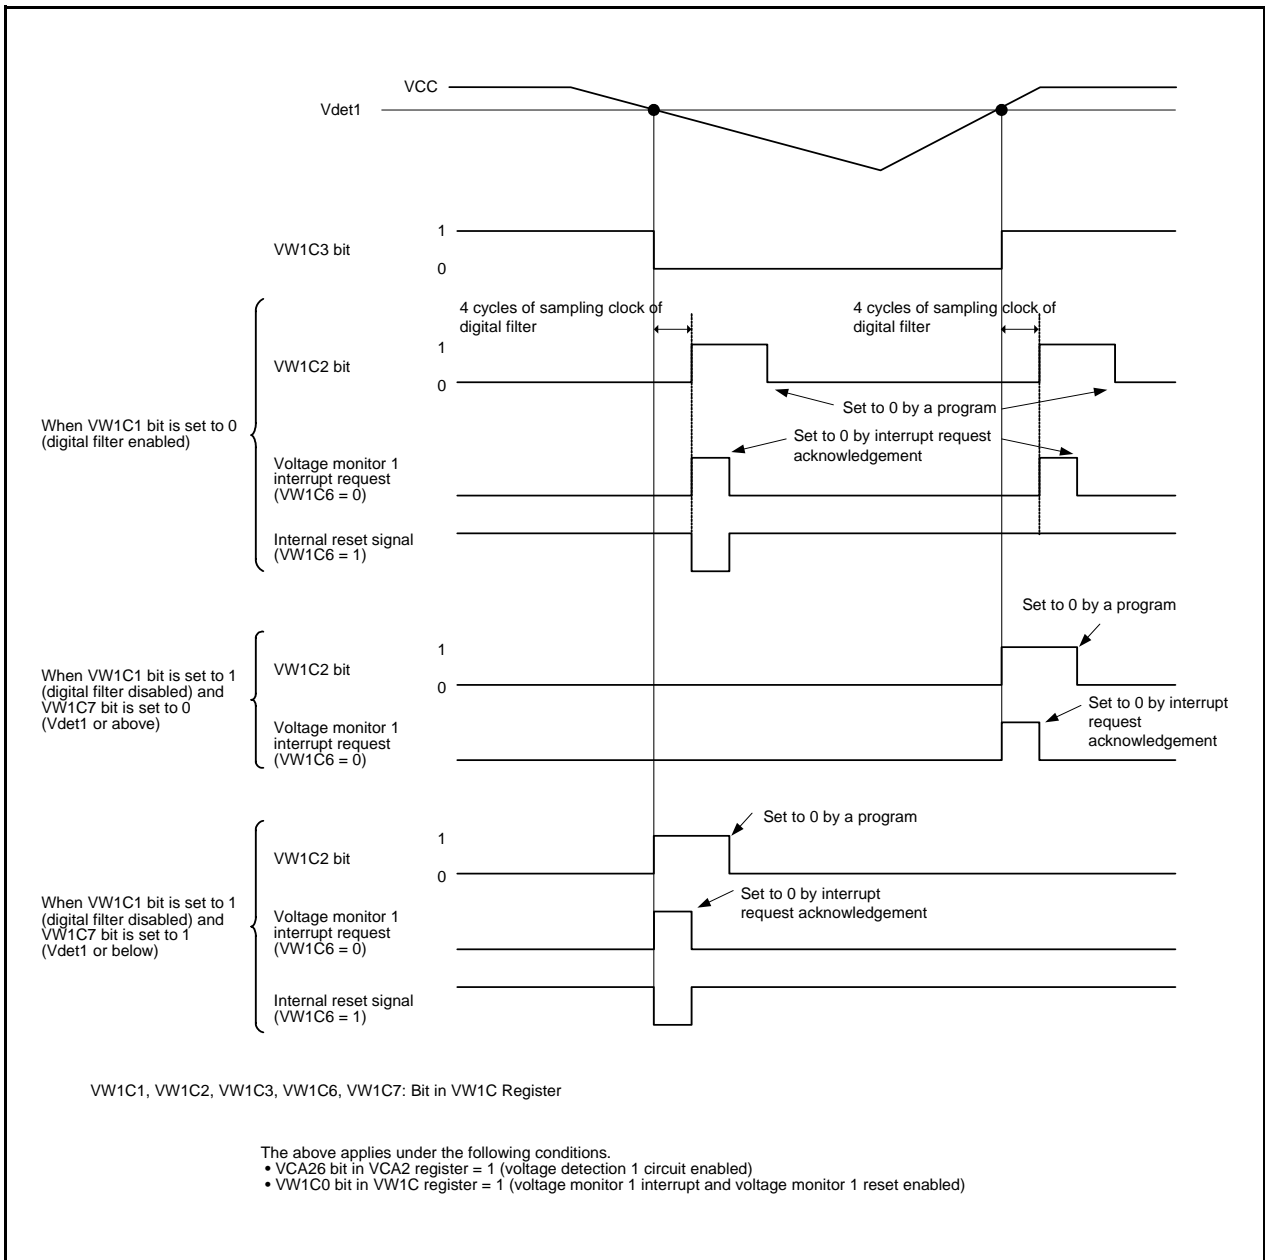 VCC
Vdet1
VW1C3 bit
1
0
When VW1C1 bit is set to 0
(digital filter enabled)
4 cycles of sampling clock of
digital filter
4 cycles of sampling clock of
digital filter
VW1C2 bit
1
0
Set to 0 by a program
Set to 0 by interrupt request
acknowledgement
Voltage monitor 1
interrupt request
(VW1C6 = 0)
Internal reset signal
(VW1C6 = 1)
When VW1C1 bit is set to 1
(digital filter disabled) and
VW1C7 bit is set to 0
(Vdet1 or above)
Set to 0 by a program
VW1C2 bit
1
0
Voltage monitor 1
interrupt request
(VW1C6 = 0)
Set to 0 by interrupt
request
acknowledgement
When VW1C1 bit is set to 1
(digital filter disabled) and
VW1C7 bit is set to 1
(Vdet1 or below)
Set to 0 by a program
VW1C2 bit
1
0
Voltage monitor 1
interrupt request
(VW1C6 = 0)
Set to 0 by interrupt
request acknowledgement
Internal reset signal
(VW1C6 = 1)
VW1C1, VW1C2, VW1C3, VW1C6, VW1C7: Bit in VW1C Register
The above applies under the following conditions.
• VCA26 bit in VCA2 register = 1 (voltage detection 1 circuit enabled)
• VW1C0 bit in VW1C register = 1 (voltage monitor 1 interrupt and voltage monitor 1 reset enabled)